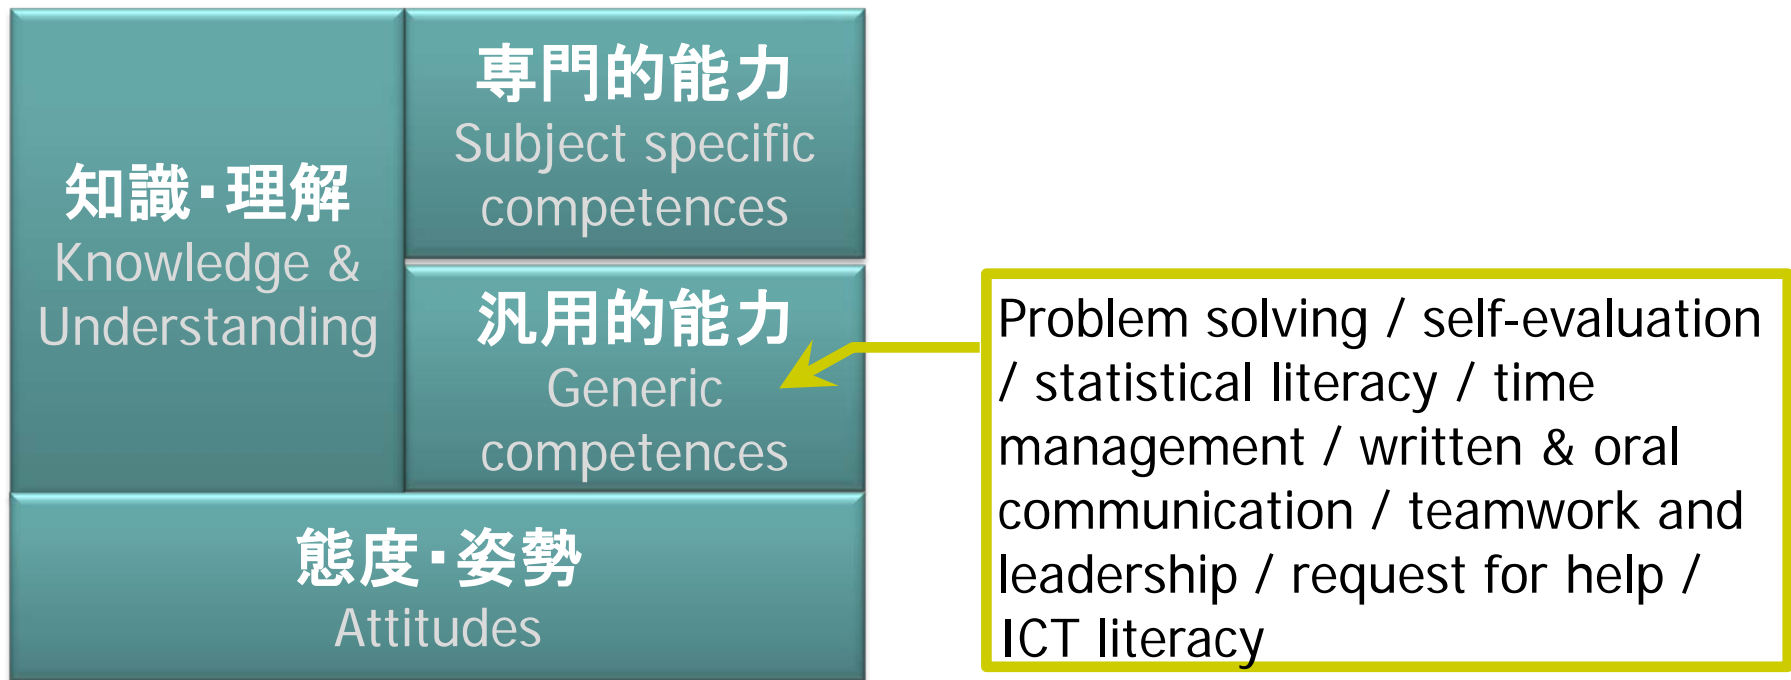 知識・理解
Knowledge &
Understanding
専門的能力
Subject specific
competences
汎用的能力
Generic
competences
態度・姿勢
Attitudes
Problem solving / self-evaluation
/ statistical literacy / time
management / written & oral
communication / teamwork and
leadership / request for help /
ICT literacy